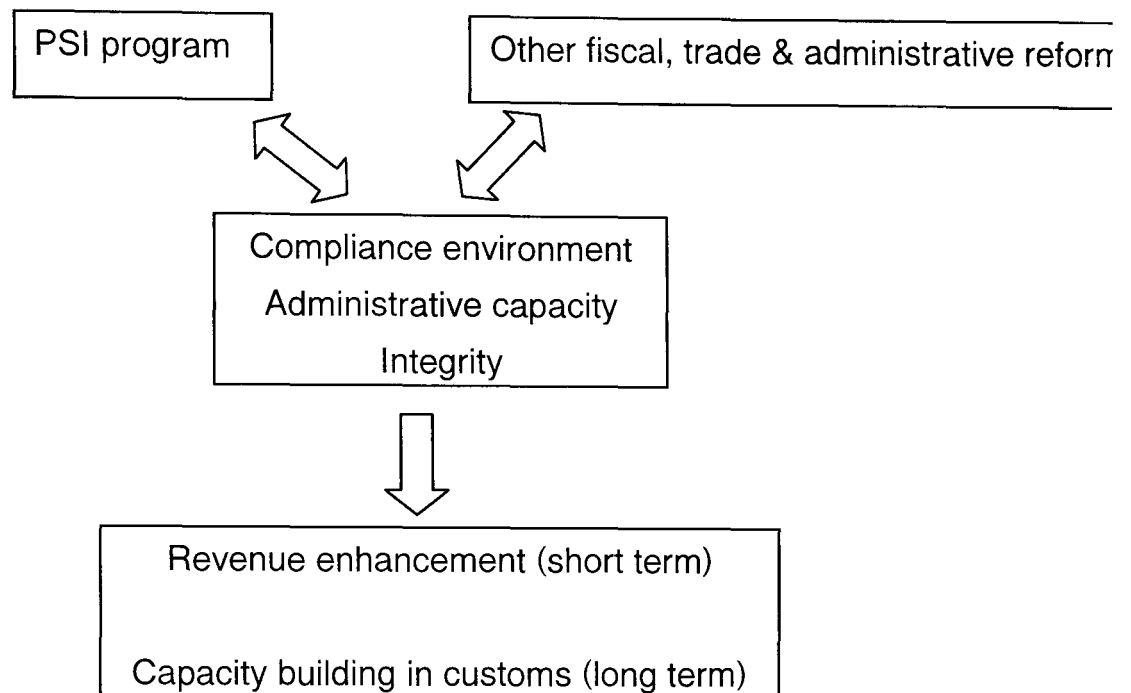 PSI program
Other fiscal, trade & administrative reform
Compliance environment
Administrative capacity
Integrity
Revenue enhancement (short term)
Capacity building in customs (long term)